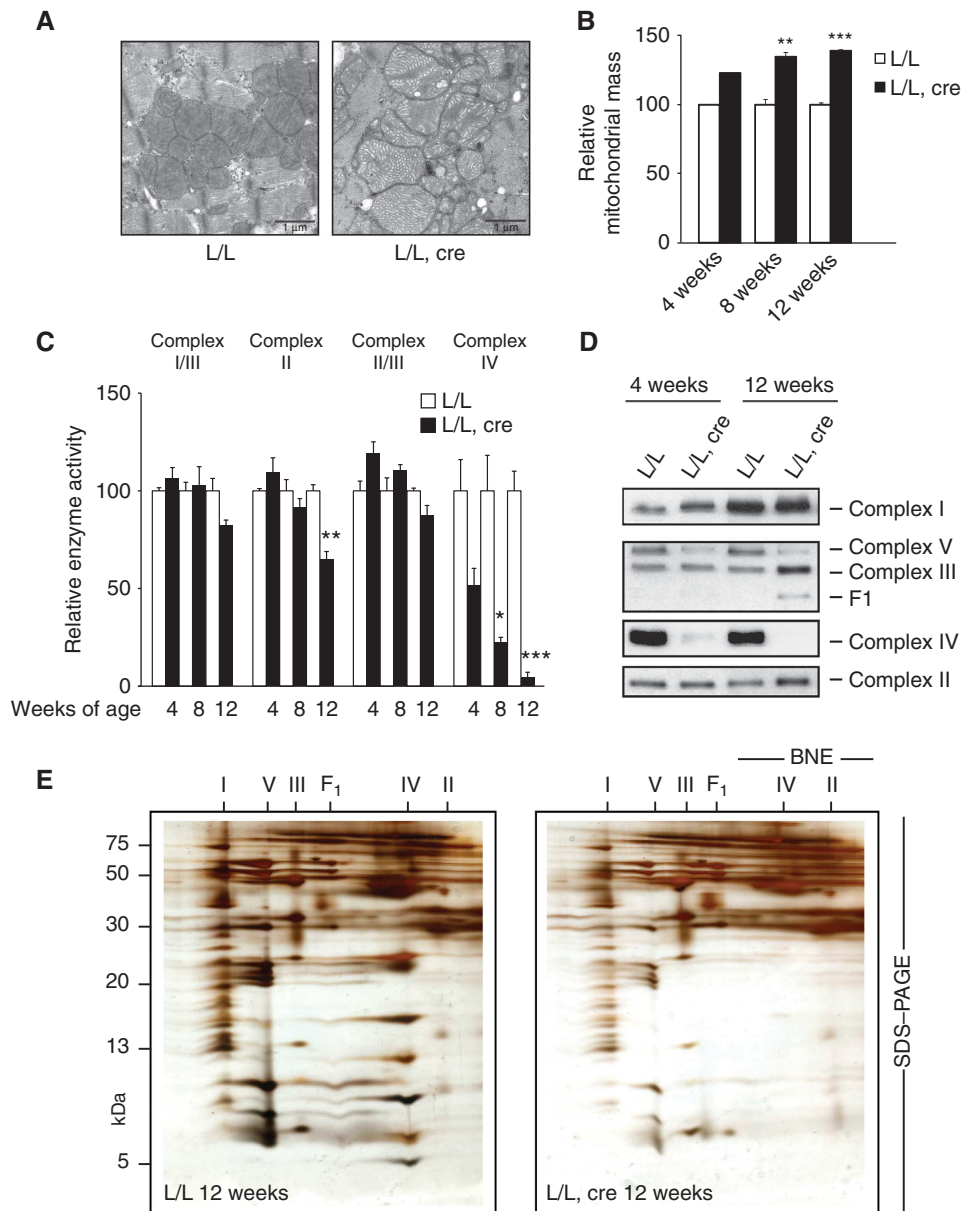 A
1 μm
1 μm
L/L
L/L, cre
B
Relative
mitochondrial mass
150
100
0
**
***
L/L
L/L, cre
4 weeks
8 weeks
12 weeks
C
Complex
I/III
Complex
II
Complex
II/III
Complex
IV
Relative enzyme activity
150
100
50
0
L/L
L/L, cre
**
*
***
Weeks of age 4 8 12 4 8 12 4 8 12 4 8 12
D
4 weeks 12 weeks
L/L L/L, cre L/L L/L, cre
– Complex I
– Complex V
– Complex III
– F1
– Complex IV
– Complex II
E
I V III F1 IV II
BNE
I V III F1 IV II
75
50
30
20
13
5
kDa
L/L 12 weeks
L/L, cre 12 weeks
SDS–PAGE